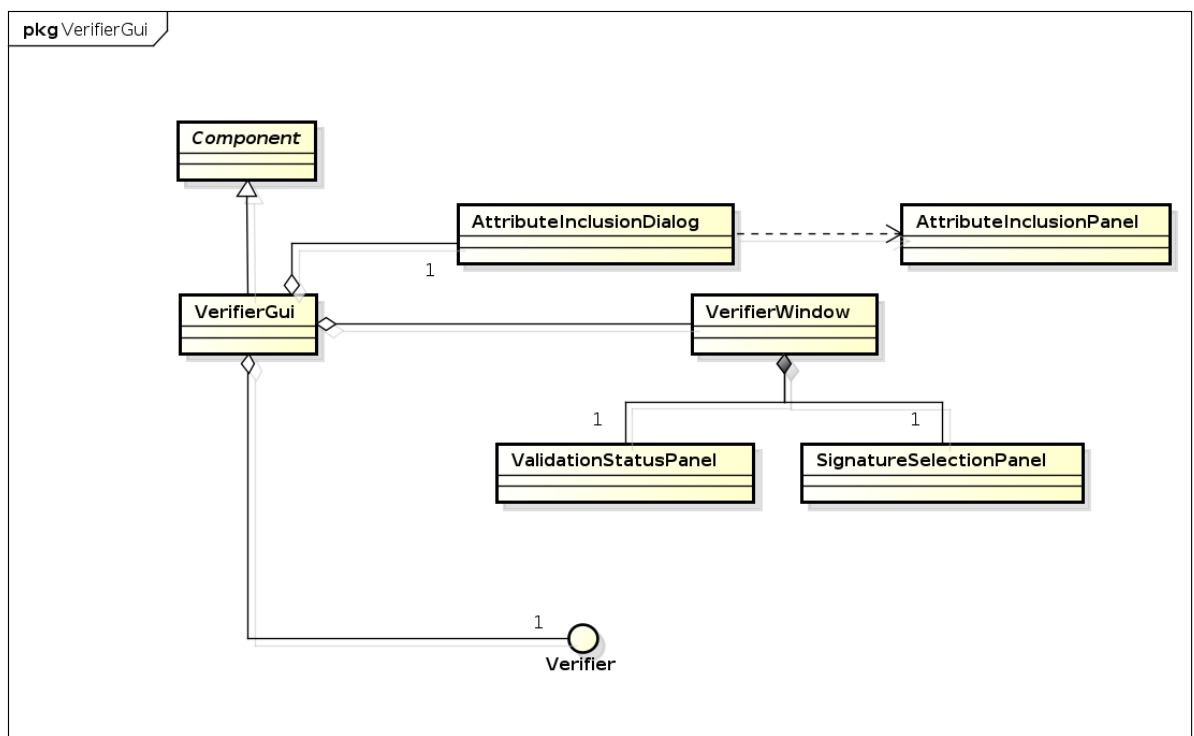 pkg VerifierGui
Component
AttributeInclusionDialog
AttributeInclusionPanel
1
VerifierGui
VerifierWindow
1
1
ValidationStatusPanel
SignatureSelectionPanel
1
Verifier